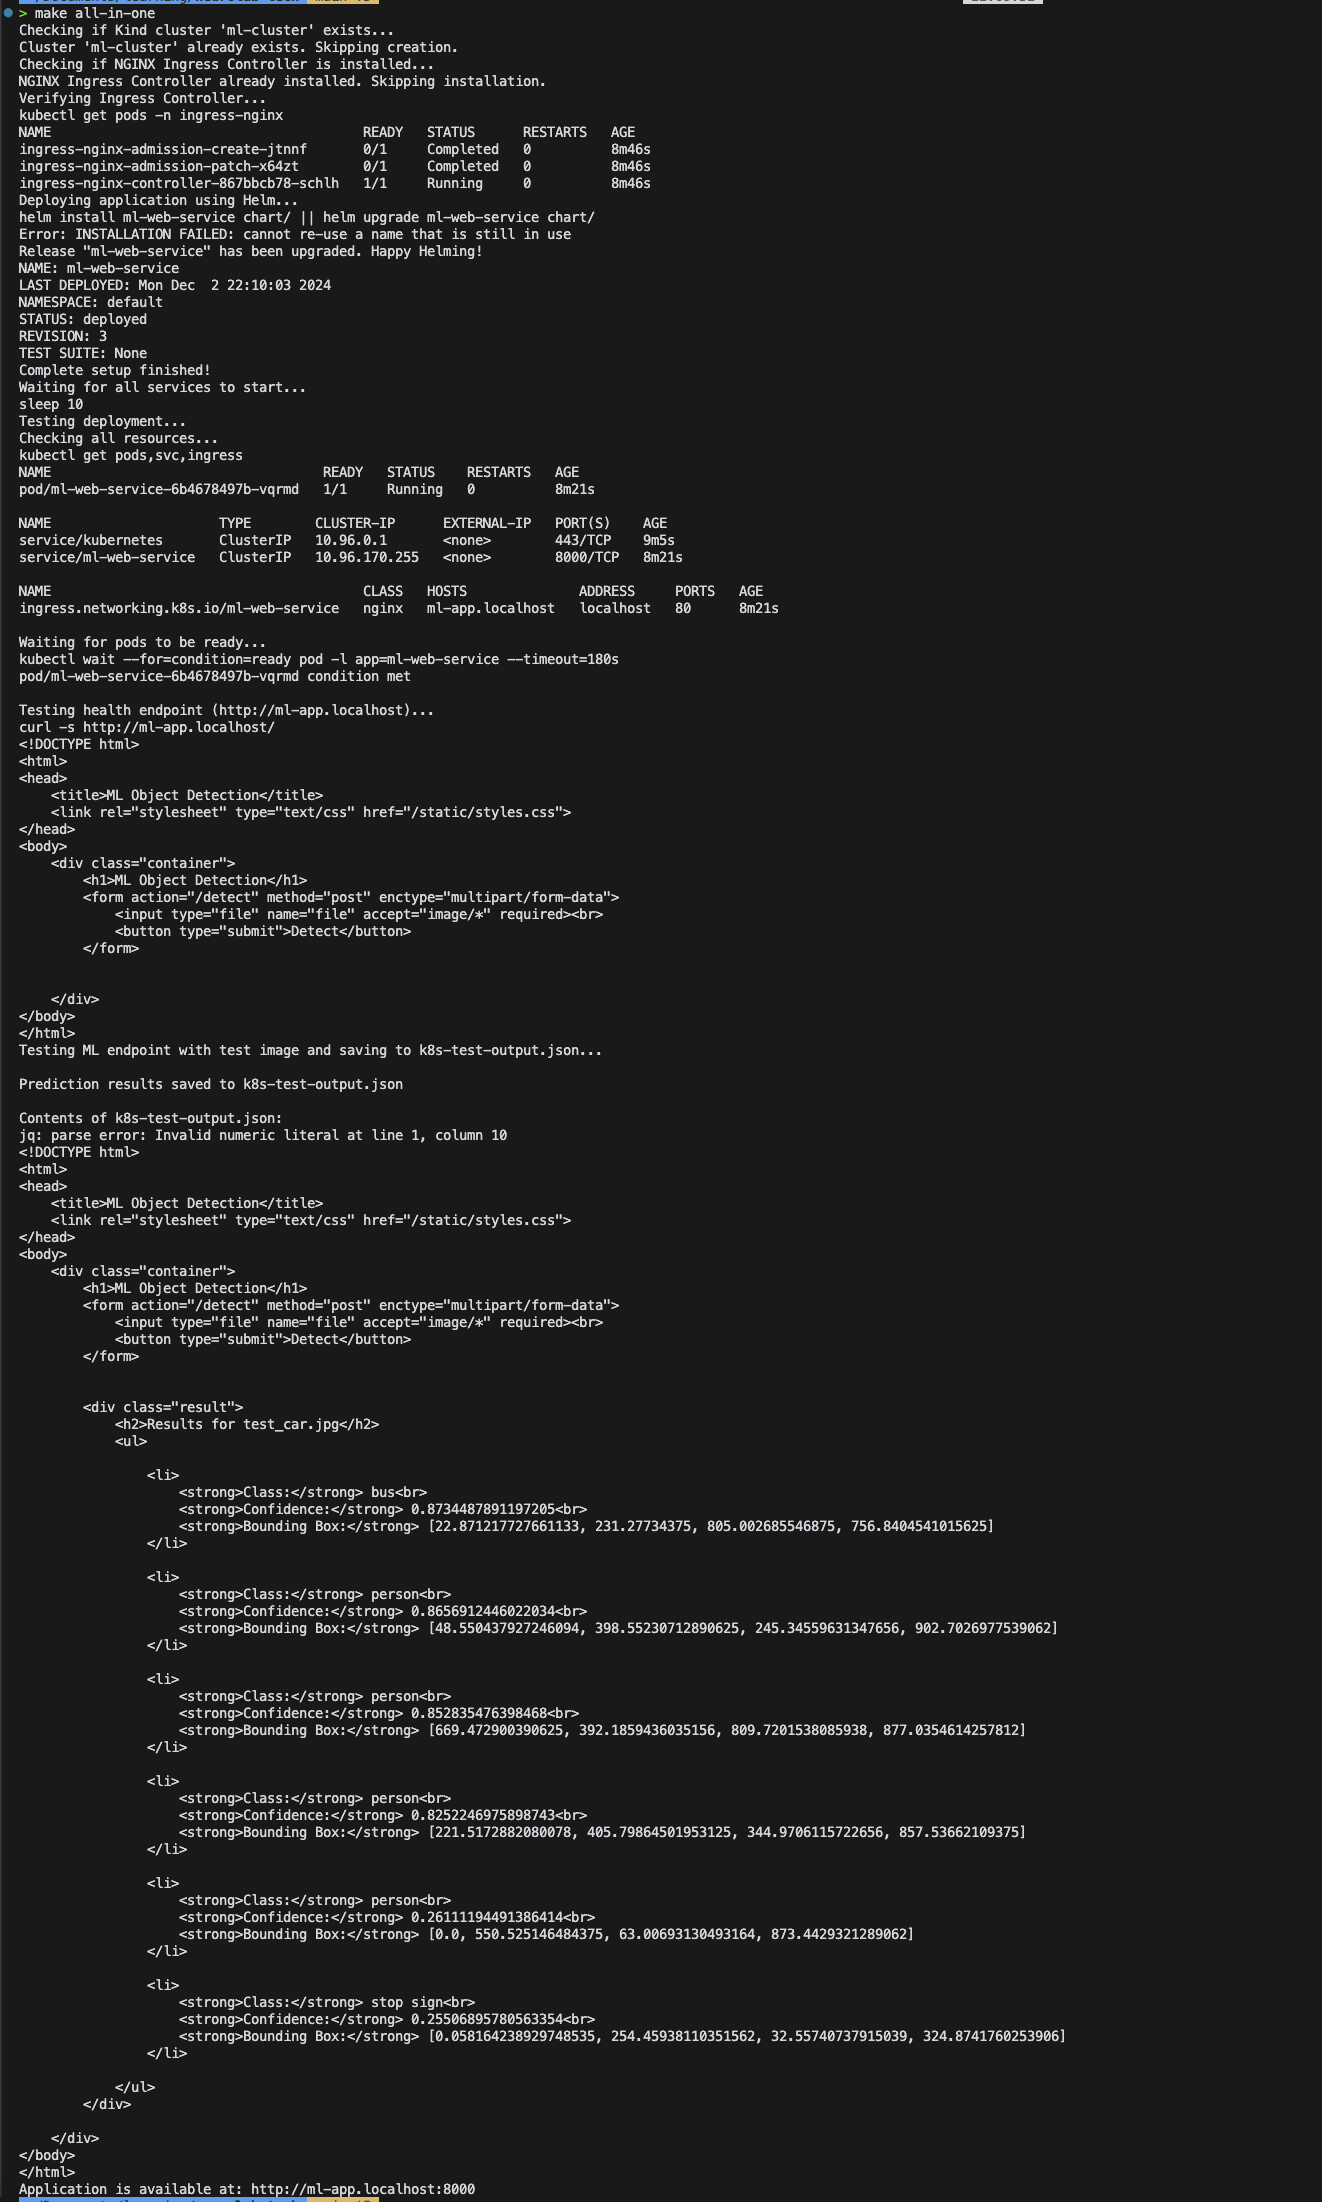 > make all-in-one
Checking if Kind cluster 'ml-cluster' exists...
Cluster 'ml-cluster' already exists. Skipping creation.
Checking if NGINX Ingress Controller is installed...
NGINX Ingress Controller already installed. Skipping installation.
Verifying Ingress Controller...
kubectl get pods -n ingress-nginx
NAME                                        READY   STATUS      RESTARTS   AGE
ingress-nginx-admission-create-jtnnf       0/1     Completed   0          8m46s
ingress-nginx-admission-patch-x64zt        0/1     Completed   0          8m46s
ingress-nginx-controller-867bbcb78-schlh   1/1     Running     0          8m46s
Deploying application using Helm...
helm install ml-web-service chart/ || helm upgrade ml-web-service chart/
Error: INSTALLATION FAILED: cannot re-use a name that is still in use
Release "ml-web-service" has been upgraded. Happy Helming!
NAME: ml-web-service
LAST DEPLOYED: Mon Dec  2 22:10:03 2024
NAMESPACE: default
STATUS: deployed
REVISION: 3
TEST SUITE: None
Complete setup finished!
Waiting for all services to start...
sleep 10
Testing deployment...
Checking all resources...
kubectl get pods,svc,ingress
NAME                                  READY   STATUS    RESTARTS   AGE
pod/ml-web-service-6b4678497b-vqrmd   1/1     Running   0          8m21s

NAME                     TYPE        CLUSTER-IP      EXTERNAL-IP   PORT(S)    AGE
service/kubernetes       ClusterIP   10.96.0.1       <none>        443/TCP    9m5s
service/ml-web-service   ClusterIP   10.96.170.255   <none>        8000/TCP   8m21s

NAME                                       CLASS   HOSTS              ADDRESS     PORTS   AGE
ingress.networking.k8s.io/ml-web-service   nginx   ml-app.localhost   localhost   80      8m21s

Waiting for pods to be ready...
kubectl wait --for=condition=ready pod -l app=ml-web-service --timeout=180s
pod/ml-web-service-6b4678497b-vqrmd condition met

Testing health endpoint (http://ml-app.localhost)...
curl -s http://ml-app.localhost/
<!DOCTYPE html>
<html>
<head>
    <title>ML Object Detection</title>
    <link rel="stylesheet" type="text/css" href="/static/styles.css">
</head>
<body>
    <div class="container">
        <h1>ML Object Detection</h1>
        <form action="/detect" method="post" enctype="multipart/form-data">
            <input type="file" name="file" accept="image/*" required><br>
            <button type="submit">Detect</button>
        </form>


    </div>
</body>
</html>
Testing ML endpoint with test image and saving to k8s-test-output.json...

Prediction results saved to k8s-test-output.json

Contents of k8s-test-output.json:
jq: parse error: Invalid numeric literal at line 1, column 10
<!DOCTYPE html>
<html>
<head>
    <title>ML Object Detection</title>
    <link rel="stylesheet" type="text/css" href="/static/styles.css">
</head>
<body>
    <div class="container">
        <h1>ML Object Detection</h1>
        <form action="/detect" method="post" enctype="multipart/form-data">
            <input type="file" name="file" accept="image/*" required><br>
            <button type="submit">Detect</button>
        </form>


        <div class="result">
            <h2>Results for test_car.jpg</h2>
            <ul>

                <li>
                    <strong>Class:</strong> bus<br>
                    <strong>Confidence:</strong> 0.8734487891197205<br>
                    <strong>Bounding Box:</strong> [22.871217727661133, 231.27734375, 805.002685546875, 756.8404541015625]
                </li>

                <li>
                    <strong>Class:</strong> person<br>
                    <strong>Confidence:</strong> 0.8656912446022034<br>
                    <strong>Bounding Box:</strong> [48.550437927246094, 398.55230712890625, 245.34559631347656, 902.7026977539062]
                </li>

                <li>
                    <strong>Class:</strong> person<br>
                    <strong>Confidence:</strong> 0.852835476398468<br>
                    <strong>Bounding Box:</strong> [669.472900390625, 392.1859436035156, 809.7201538085938, 877.0354614257812]
                </li>

                <li>
                    <strong>Class:</strong> person<br>
                    <strong>Confidence:</strong> 0.8252246975898743<br>
                    <strong>Bounding Box:</strong> [221.5172882080078, 405.79864501953125, 344.9706115722656, 857.53662109375]
                </li>

                <li>
                    <strong>Class:</strong> person<br>
                    <strong>Confidence:</strong> 0.26111194491386414<br>
                    <strong>Bounding Box:</strong> [0.0, 550.525146484375, 63.00693130493164, 873.4429321289062]
                </li>

                <li>
                    <strong>Class:</strong> stop sign<br>
                    <strong>Confidence:</strong> 0.25506895780563354<br>
                    <strong>Bounding Box:</strong> [0.058164238929748535, 254.45938110351562, 32.55740737915039, 324.8741760253906]
                </li>

            </ul>
        </div>

    </div>
</body>
</html>
Application is available at: http://ml-app.localhost:8000